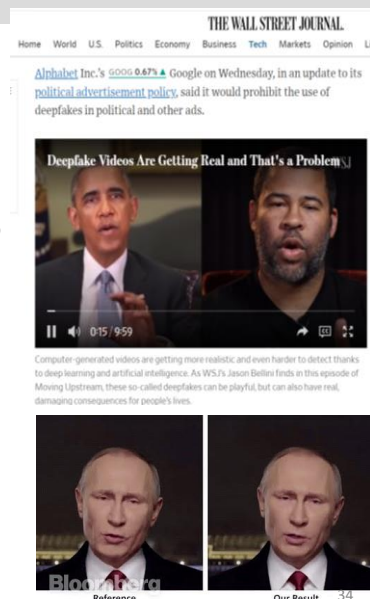 THE WALL STREET JOURNAL.
Home World U.S. Politics Economy Business Tech Markets Opinion
Alphabet Inc.'s GOOG 0.67% ▲ Google on Wednesday, in an update to its
political advertisement policy, said it would prohibit the use of
deepfakes in political and other ads.
Deepfake Videos Are Getting Real and That's a Problem WSJ
0:15 / 9:59
Computer-generated videos are getting more realistic and even harder to detect thanks
to deep learning and artificial intelligence. As WSJ's Jason Bellini finds in this episode of
Moving Upstream, these so-called deepfakes can be playful, but can also have real,
damaging consequences for people's lives.
Bloomberg
Reference Our Result 34